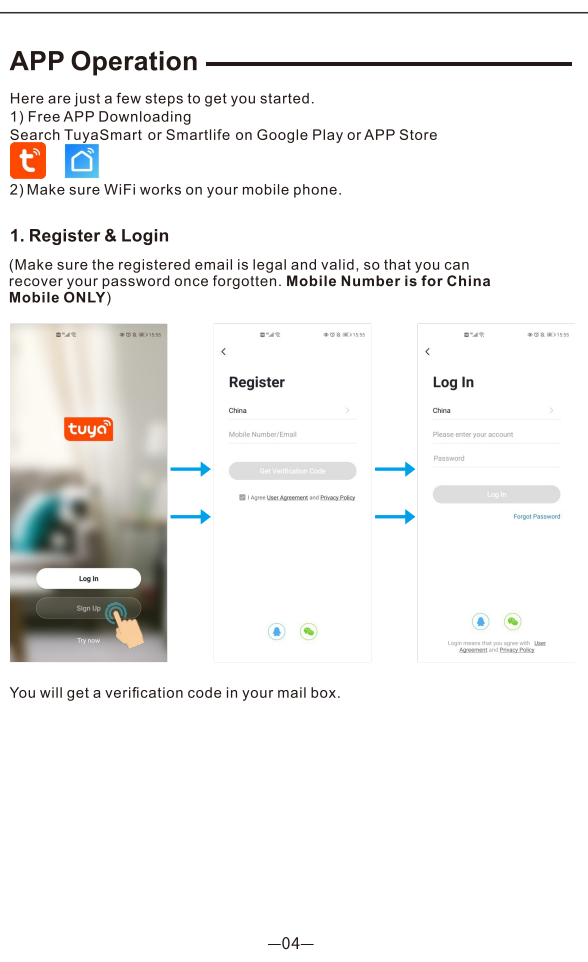 APP Operation
Here are just a few steps to get you started.
1) Free APP Downloading
Search TuyaSmart or Smartlife on Google Play or APP Store
2) Make sure WiFi works on your mobile phone.
1. Register & Login
(Make sure the registered email is legal and valid, so that you can
recover your password once forgotten. Mobile Number is for China
Mobile ONLY)
15:55
tuya
Log In
Sign Up
Try now
15:55
Register
China
Mobile Number/Email
Get Verification Code
I Agree User Agreement and Privacy Policy
15:55
Log In
China
Please enter your account
Password
Log In
Forgot Password
Login means that you agree with User
Agreement and Privacy Policy
You will get a verification code in your mail box.
—04—